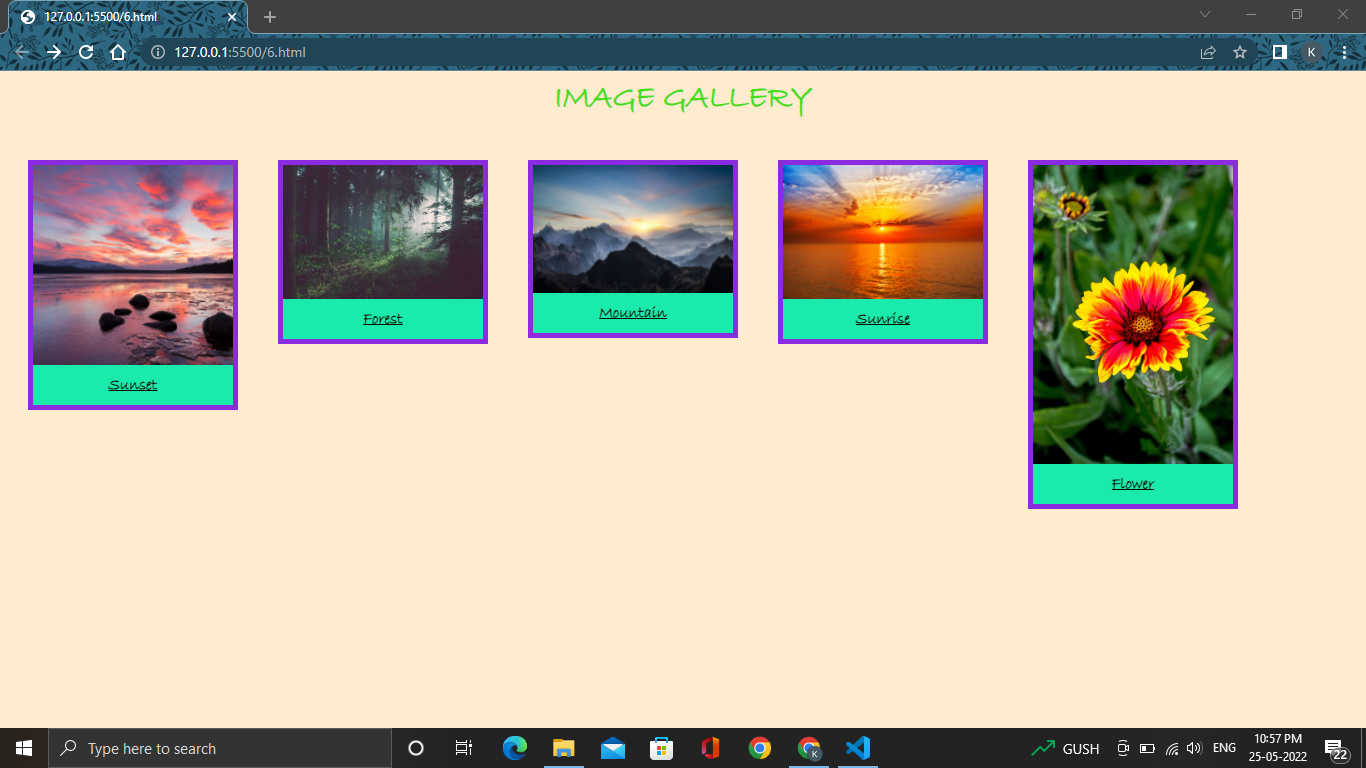 127.0.0.1:5500/6.html
127.0.0.1:5500/6.html
K
IMAGE GALLERY
Sunset
Forest
Mountain
Sunrise
Flower
Type here to search
K
GUSH
ENG
10:57 PM
25-05-2022
22